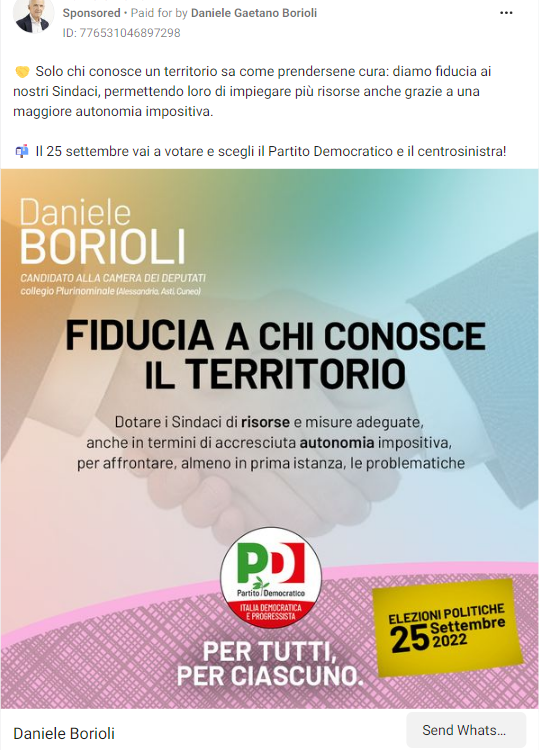 Sponsored • Paid for by Daniele Gaetano Borioli
ID: 776531046897298
🤝 Solo chi conosce un territorio sa come prendersene cura: diamo fiducia ai
nostri Sindaci, permettendo loro di impiegare più risorse anche grazie a una
maggiore autonomia impositiva.
📬 Il 25 settembre vai a votare e scegli il Partito Democratico e il centrosinistra!
Daniele
BORIOLI
CANDIDATO ALLA CAMERA DEI DEPUTATI
collegio Plurinominale (Alessandria, Asti, Cuneo)
FIDUCIA A CHI CONOSCE
IL TERRITORIO
Dotare i Sindaci di risorse e misure adeguate,
anche in termini di accresciuta autonomia impositiva,
per affrontare, almeno in prima istanza, le problematiche
PD
Partito Democratico
ITALIA DEMOCRATICA
E PROGRESSISTA
PER TUTTI,
PER CIASCUNO.
ELEZIONI POLITICHE
25 Settembre
2022
Daniele Borioli
Send Whats...